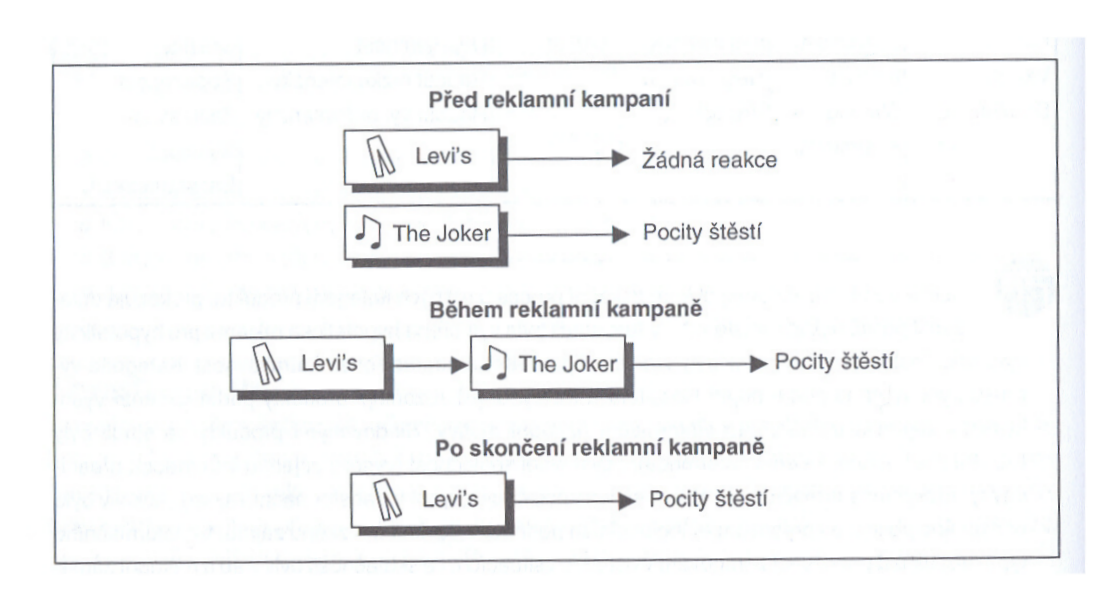 Před reklamní kampaní
Levi's Žádná reakce
The Joker Pocity štěstí
Během reklamní kampaně
Levi's The Joker Pocity štěstí
Po skončení reklamní kampaně
Levi's Pocity štěstí